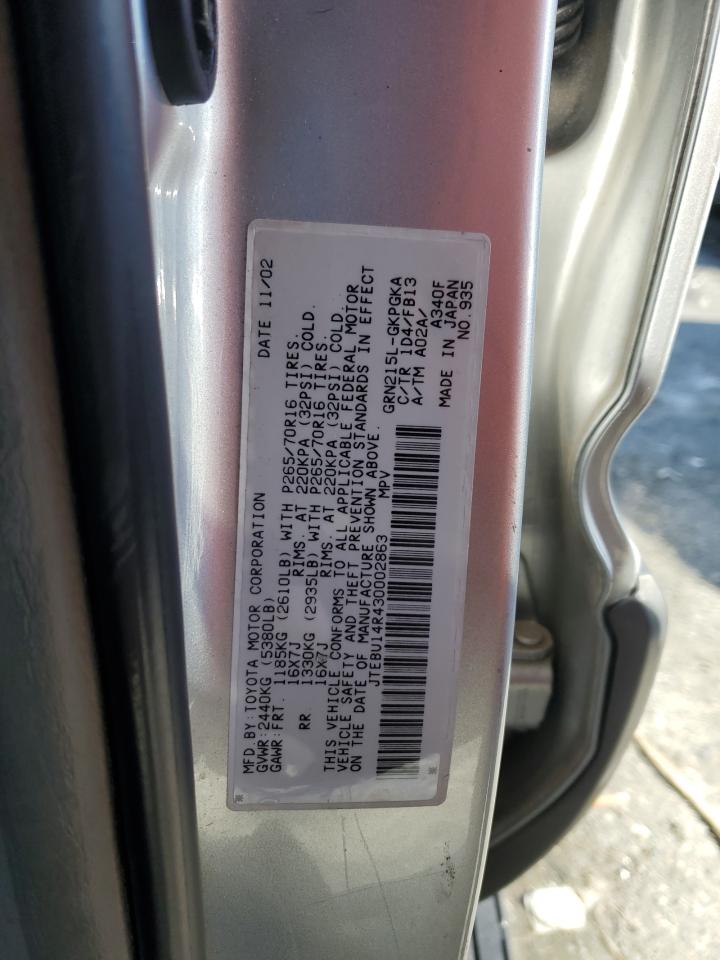 MFD. BY: TOYOTA MOTOR CORPORATION DATE 11/02
GVWR: 2440KG (5380LB)
GAWR: FRT. 1185KG (2610LB) WITH P265/70R16 TIRES.
16X7J RIMS. AT 220KPA (32PSI) COLD.
RR 1330KG (2935LB) WITH P265/70R16 TIRES.
16X7J RIMS. AT 220KPA (32PSI) COLD.
THIS VEHICLE CONFORMS TO ALL APPLICABLE FEDERAL MOTOR
VEHICLE SAFETY AND THEFT PREVENTION STANDARDS IN EFFECT
ON THE DATE OF MANUFACTURE SHOWN ABOVE.
JTEBU14R430002863 MPV
GRN215L-GKPGKA
C/TR 1D4/FB13
A/TM A02A/ A340F
MADE IN JAPAN
NO.935